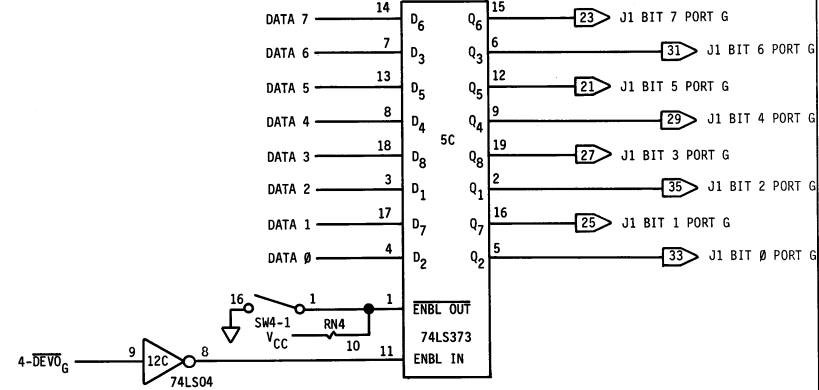 DATA 7 14 D6 Q6 15 23 J1 BIT 7 PORT G
DATA 6 7 D3 Q3 6 31 J1 BIT 6 PORT G
DATA 5 13 D5 Q5 12 21 J1 BIT 5 PORT G
DATA 4 8 D4 Q4 9 29 J1 BIT 4 PORT G
5C
DATA 3 18 D8 Q8 19 27 J1 BIT 3 PORT G
DATA 2 3 D1 Q1 2 35 J1 BIT 2 PORT G
DATA 1 17 D7 Q7 16 25 J1 BIT 1 PORT G
DATA Ø 4 D2 Q2 5 33 J1 BIT Ø PORT G
16 1 1 ENBL OUT
SW4-1 RN4
VCC 10 74LS373
4-DEVOG 9 12C 8 11 ENBL IN
74LS04